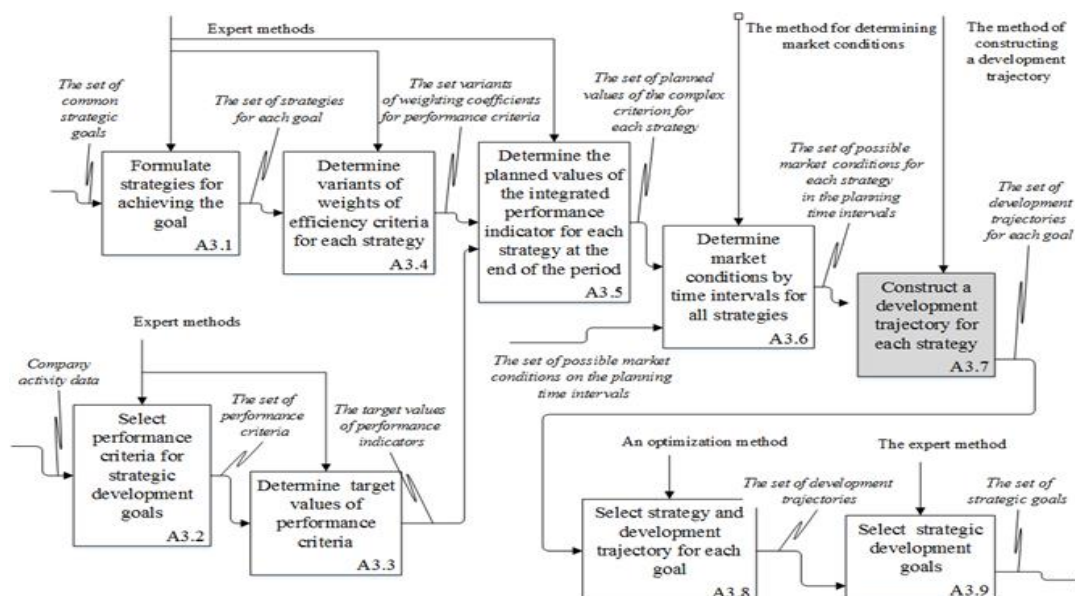 Expert methods
The method for determining
market conditions
The method of
constructing
a development
trajectory
The set of
common
strategic
goals
The set of strategies
for each goal
The set variants
of weighting coefficients
for performance criteria
The set of planned
values of the complex
criterion for
each strategy
The set of possible
market conditions for
each strategy
in the planning
time intervals
The set of
development
trajectories
for each goal
Formulate
strategies for
achieving the
goal
A3.1
Determine
variants of
weights of
efficiency criteria
for each strategy
A3.4
Determine the
planned values of
the integrated
performance
indicator for each
strategy at the
end of the period
A3.5
Determine
market
conditions by
time intervals for
all strategies
A3.6
Construct a
development
trajectory for
each strategy
A3.7
Expert methods
The set of possible market
conditions on the planning
time intervals
Company
activity data
The set of
performance
criteria
The target values
of performance
indicators
Select
performance
criteria for
strategic
development
goals
A3.2
Determine target
values of
performance
criteria
A3.3
An optimization method
The expert method
The set of development
trajectories
The set of
strategic goals
Select strategy and
development
trajectory for each
goal
A3.8
Select strategic
development
goals
A3.9